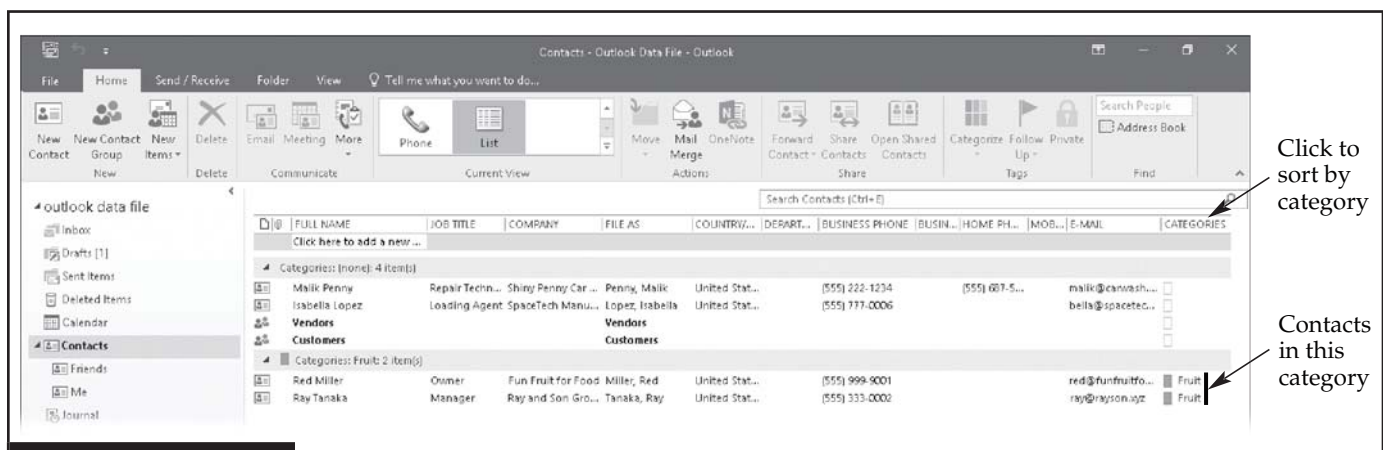 Contacts - Outlook Data File - Outlook
File Home Send / Receive Folder View Tell me what you want to do...
New Contact
New Contact Group
New Items
Delete
Email
Meeting
More
Phone
List
Move
Mail Merge
OneNote
Forward Contact
Share Contacts
Open Shared Contacts
Categorize
Follow Up
Private
Search People
Address Book
New Delete Communicate Current View Actions Share Tags Find
Click to
sort by
category
Search Contacts (Ctrl+E)
outlook data file
Inbox
Drafts [1]
Sent Items
Deleted Items
Calendar
Contacts
Friends
Me
Journal
FULL NAME JOB TITLE COMPANY FILE AS COUNTRY/... DEPART... BUSINESS PHONE BUSIN... HOME PH... MOB... E-MAIL CATEGORIES
Click here to add a new ...
Categories: (none): 4 item(s)
Malik Penny Repair Techn... Shiny Penny Car ... Penny, Malik United Stat... (555) 222-1234 (555) 687-5... malik@carwash....
Isabella Lopez Loading Agent SpaceTech Manu... Lopez, Isabella United Stat... (555) 777-0006 bella@spacetec...
Vendors Vendors
Customers Customers
Categories: Fruit: 2 item(s)
Red Miller Owner Fun Fruit for Food Miller, Red United Stat... (555) 999-9001 red@funfruitfo... Fruit
Ray Tanaka Manager Ray and Son Gro... Tanaka, Ray United Stat... (555) 333-0002 ray@rayson.xyz Fruit
Contacts
in this
category